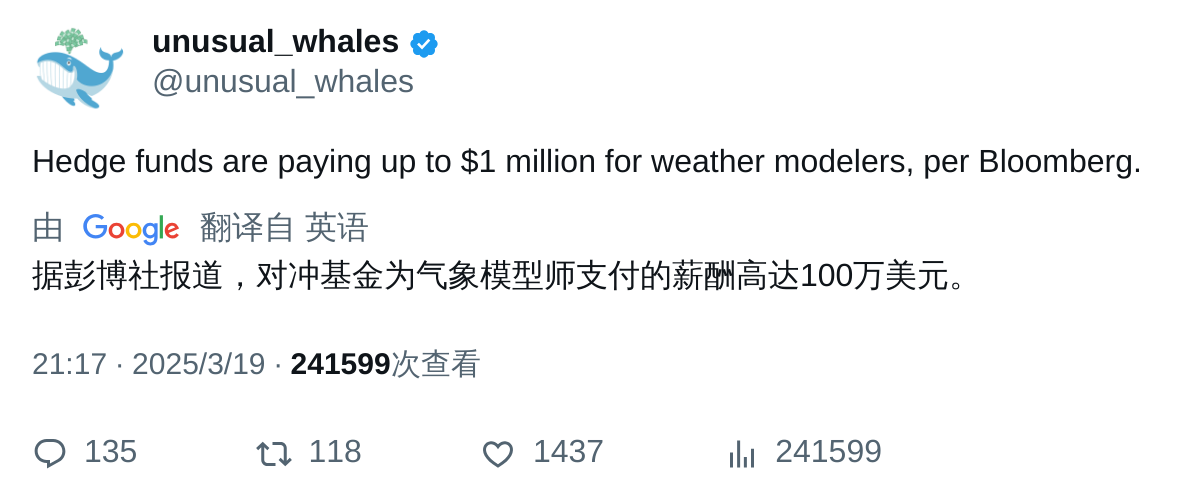 unusual_whales
@unusual_whales
Hedge funds are paying up to $1 million for weather modelers, per Bloomberg.
由 Google 翻译自 英语
据彭博社报道，对冲基金为气象模型师支付的薪酬高达100万美元。
21:17 · 2025/3/19 · 241599次查看
135 118 1437 241599